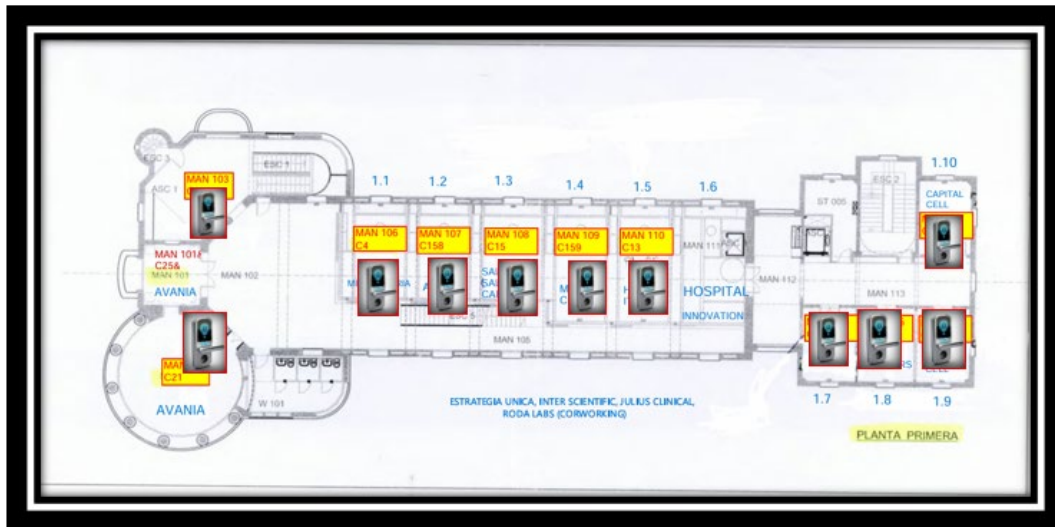 ESC 3
ASC 1
MAN 103
ESC 1
1.1
1.2
1.3
1.4
1.5
1.6
1.10
ESC 2
ST 005
CAPITAL
CELL
MAN 106
C4
MAN 107
C158
MAN 108
C15
MAN 109
C159
MAN 110
C13
MAN 111
MAN 101
C25&
MAN 101
AVANIA
MAN 102
HOSPITAL
INNOVATION
MAN 112
MAN 113
MAN 105
C21
AVANIA
W 101
ESTRATEGIA UNICA, INTER SCIENTIFIC, JULIUS CLINICAL,
RODA LABS (CORWORKING)
1.7
1.8
1.9
PLANTA PRIMERA